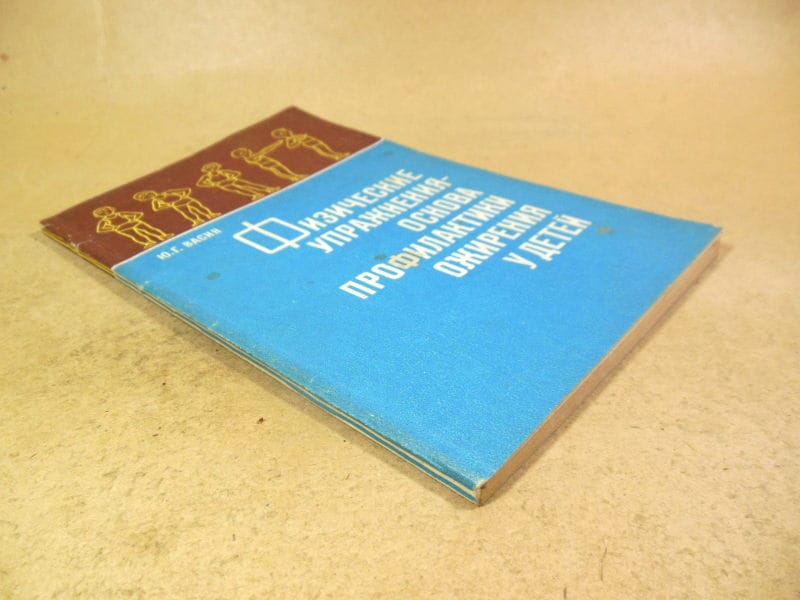 Ю. Г. ВАСИН
ФИЗИЧЕСКИЕ
УПРАЖНЕНИЯ-
ОСНОВА
ПРОФИЛАКТИКИ
ОЖИРЕНИЯ
У ДЕТЕЙ